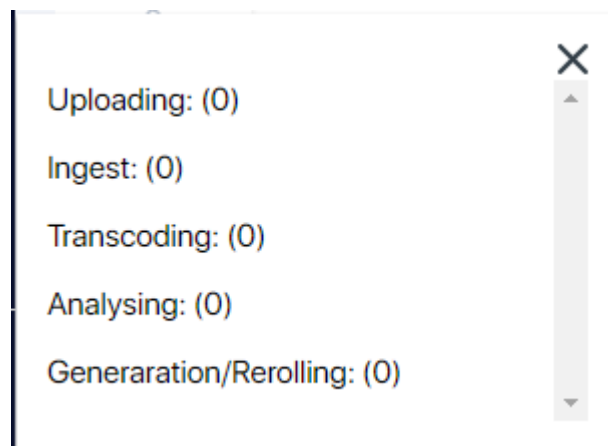 Uploading: (0)
Ingest: (0)
Transcoding: (0)
Analysing: (0)
Generaration/Rerolling: (0)